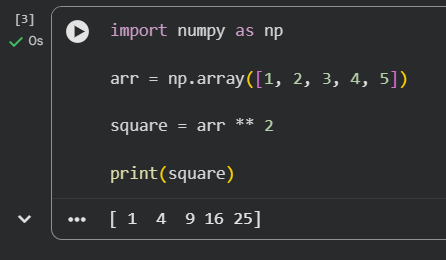 [3]
0s
import numpy as np
arr = np.array([1, 2, 3, 4, 5])
square = arr ** 2
print(square)
[ 1  4  9 16 25]